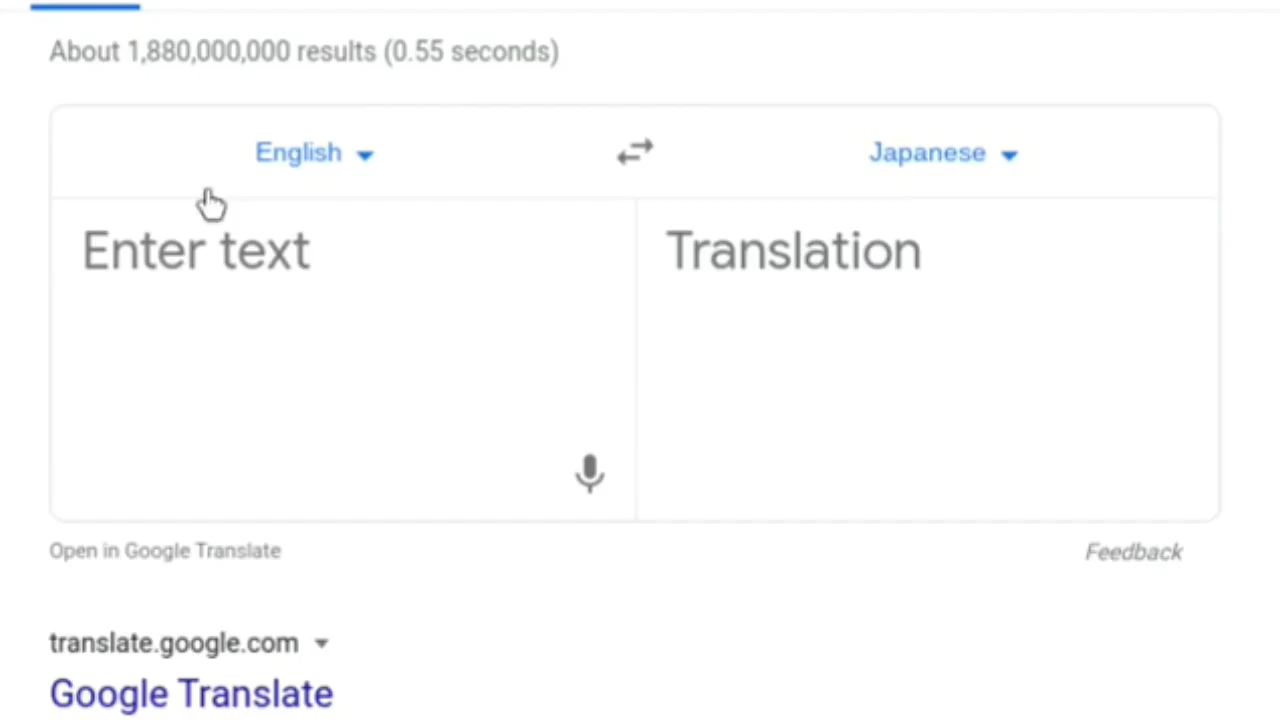 About 1,880,000,000 results (0.55 seconds)
English
Japanese
Enter text
Translation
Open in Google Translate
Feedback
translate.google.com
Google Translate